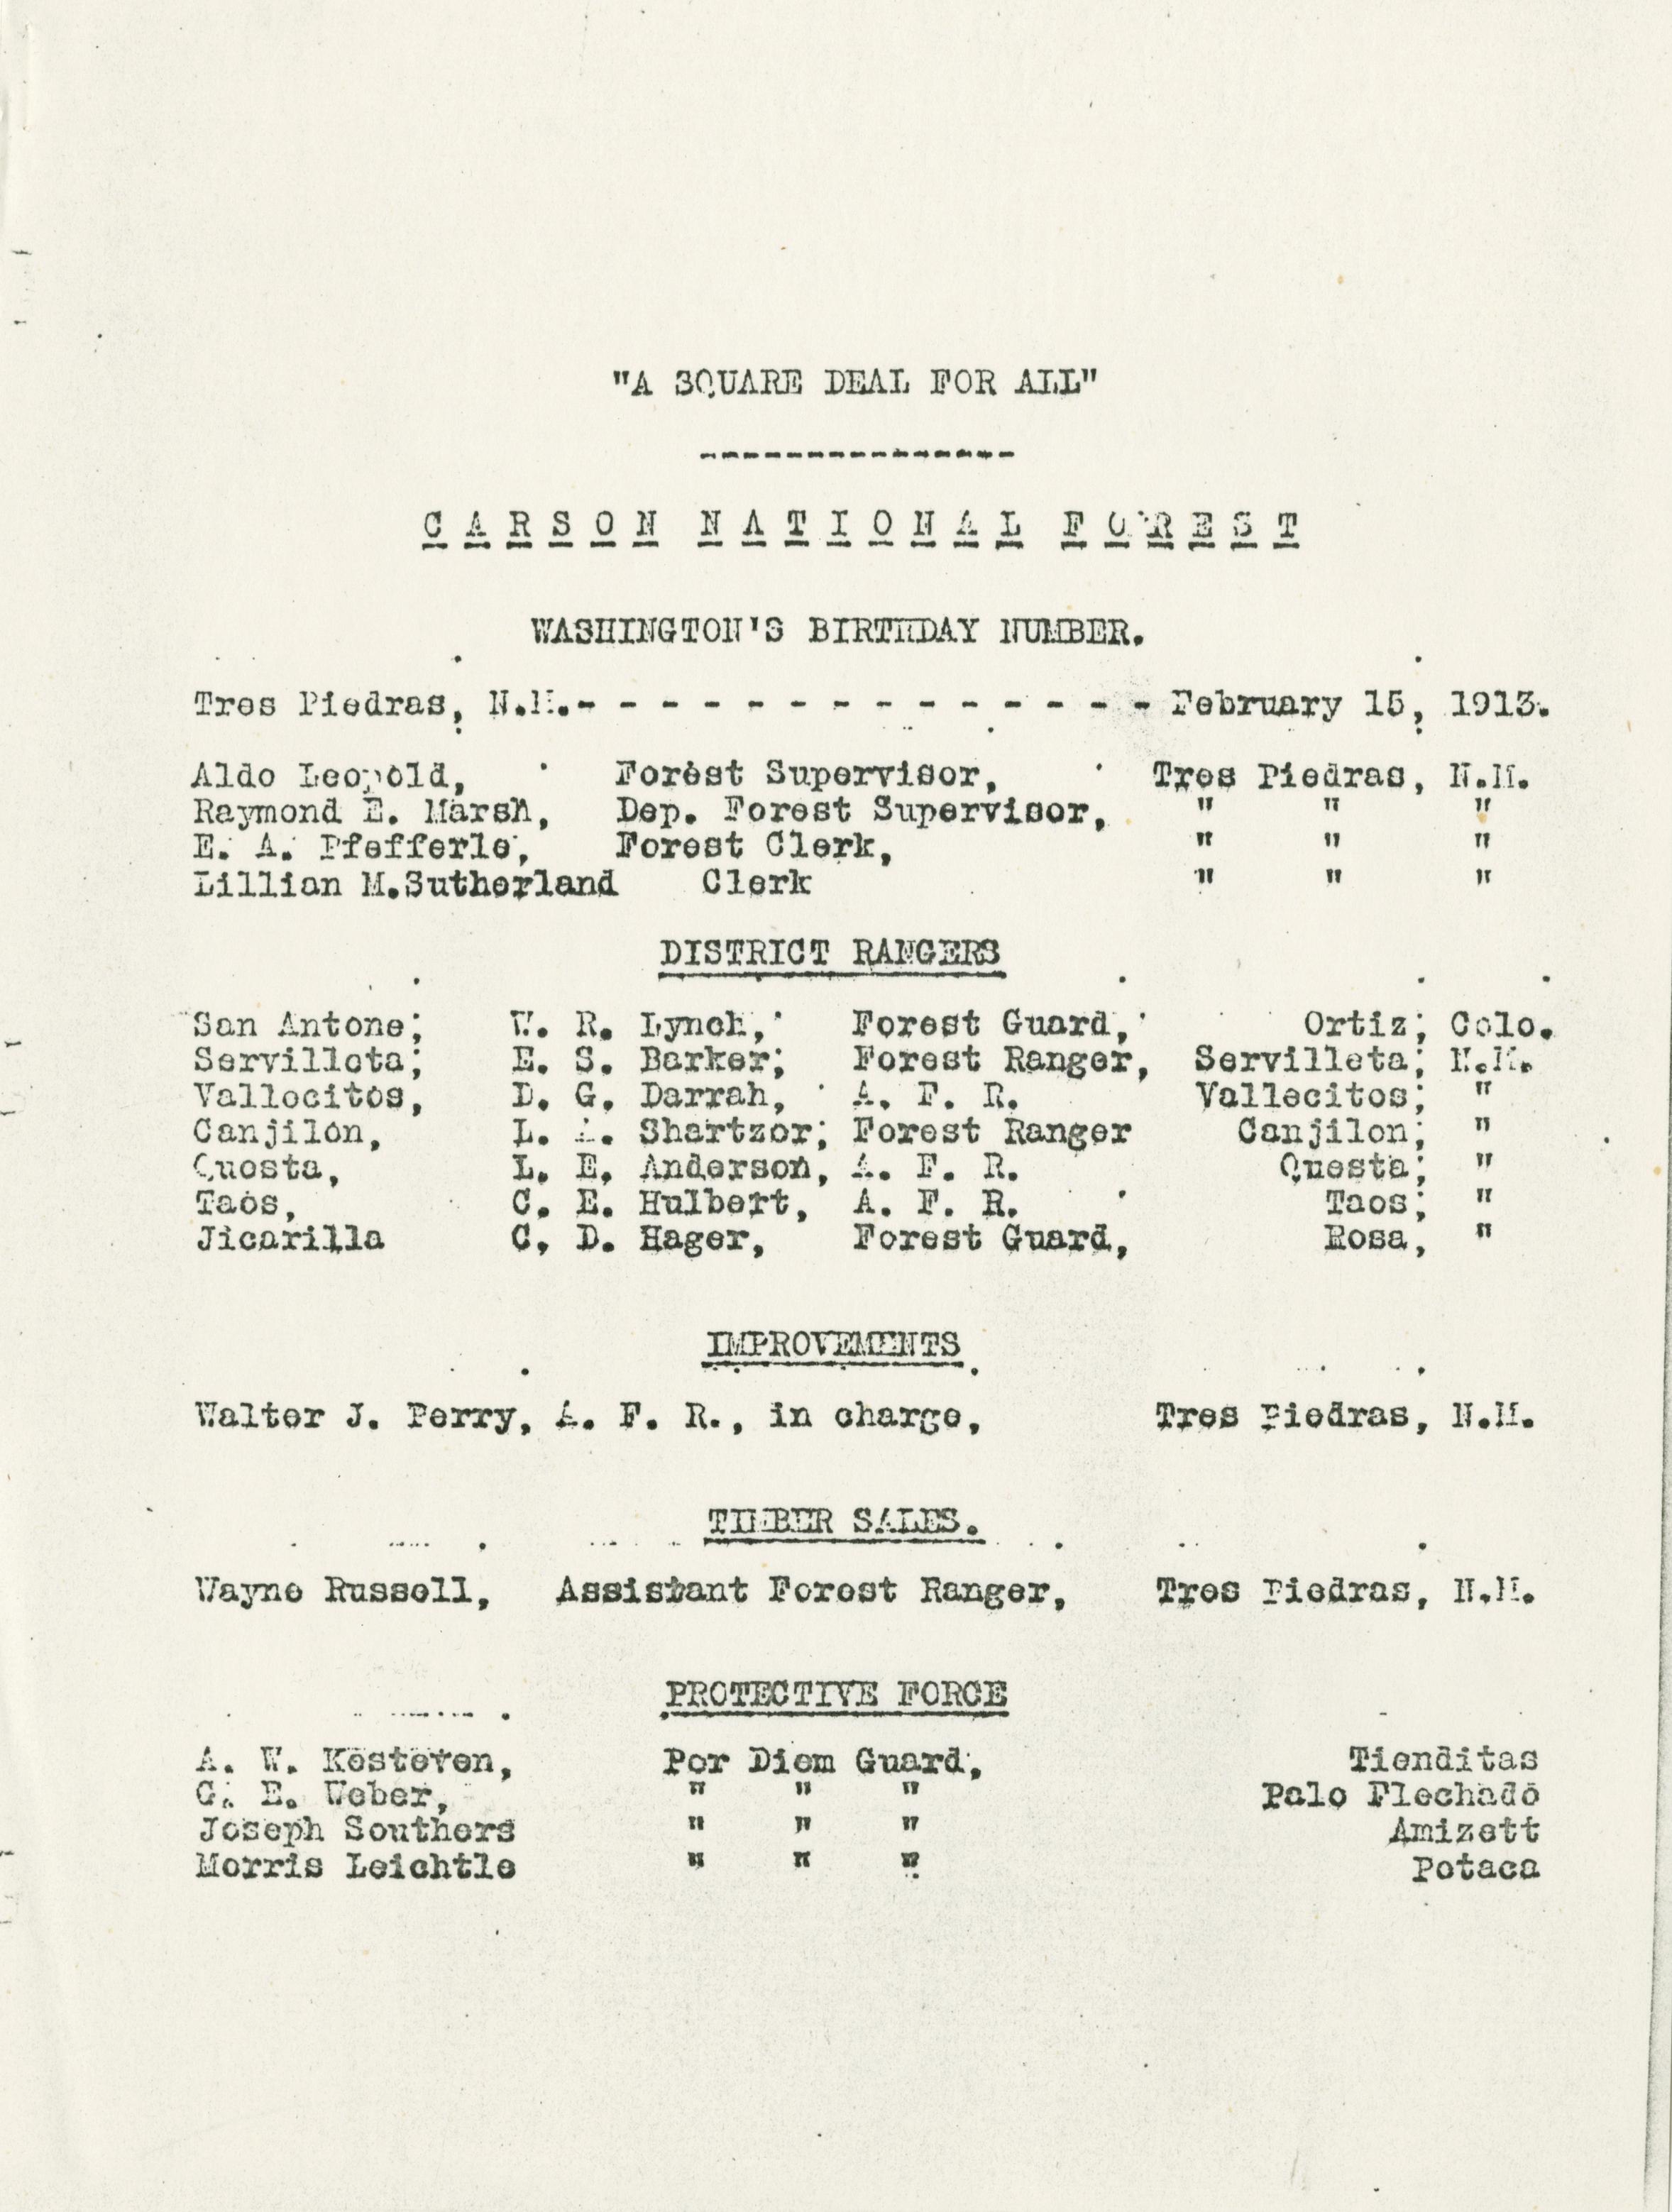 "A SQUARE DEAL FOR ALL"
---------------
CARSON NATIONAL FOREST
WASHINGTON'S BIRTHDAY NUMBER.
Tres Piedras, N.M.- - - - - - - - - - - - - - February 15, 1913.
Aldo Leopold, Forest Supervisor, Tres Piedras, N.M.
Raymond E. Marsh, Dep. Forest Supervisor, " " "
E. A. Pfefferle, Forest Clerk, " " "
Lillian M.Sutherland Clerk " " "
DISTRICT RANGERS
San Antone; W. R. Lynch, Forest Guard, Ortiz; Colo.
Servilleta; E. S. Barker; Forest Ranger, Servilleta; N.M.
Vallecitos, D. G. Darrah, A. F. R. Vallecitos; "
Canjilon, L. Shartzer; Forest Ranger Canjilon; "
Questa, L. E. Anderson, A. F. R. Questa; "
Taos, C. E. Hulbert, A. F. R. Taos; "
Jicarilla C. D. Hager, Forest Guard, Rosa, "
IMPROVEMENTS
Walter J. Perry, A. F. R., in charge, Tres Piedras, N.M.
TIMBER SALES.
Wayne Russell, Assistant Forest Ranger, Tres Piedras, N.M.
PROTECTIVE FORCE
A. W. Kesteven, Per Diem Guard, Tienditas
G. E. Weber, " " " Palo Flechado
Joseph Southers " " " Amizett
Morris Leichtle " " " Petaca